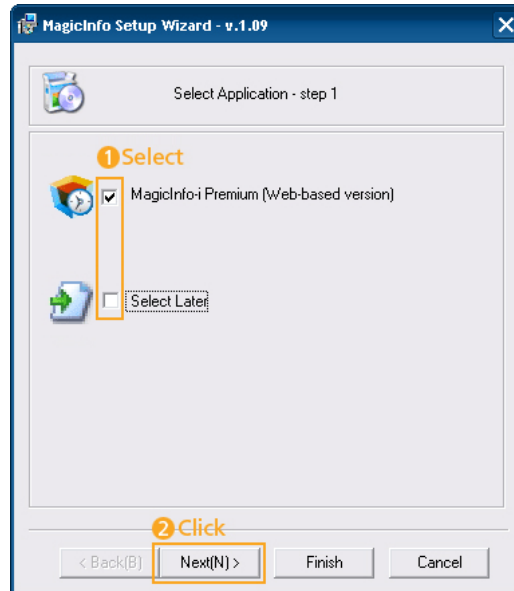 MagicInfo Setup Wizard - v.1.09
Select Application - step 1
1 Select
MagicInfo-i Premium (Web-based version)
Select Later
2 Click
< Back(B)
Next(N) >
Finish
Cancel